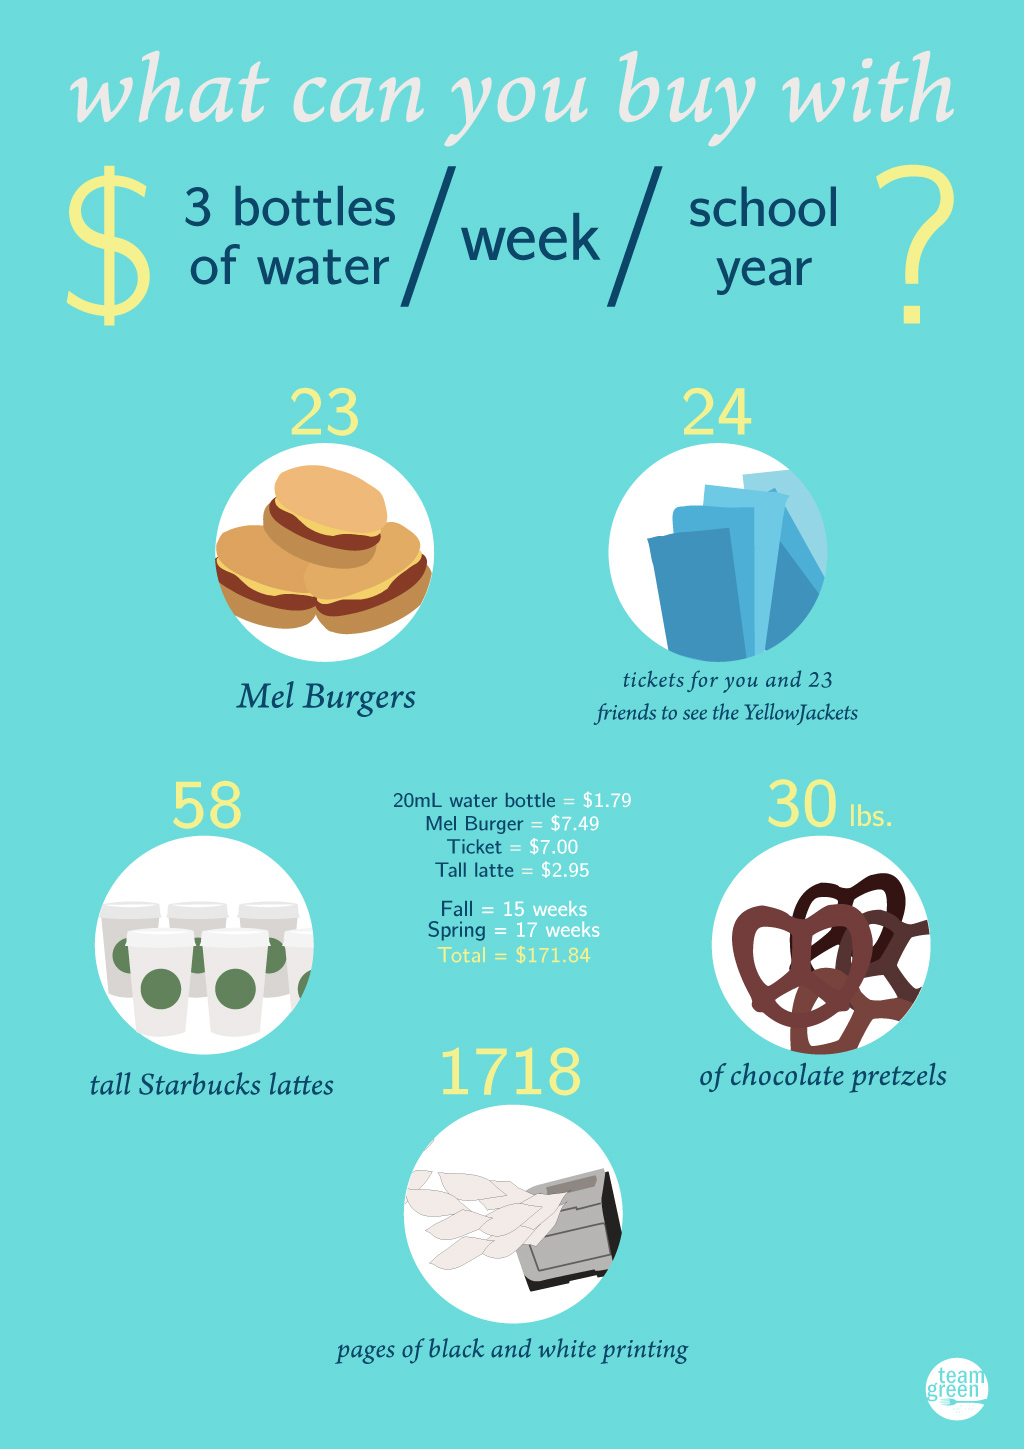 what can you buy with
$ 3 bottles of water / week / school year ?
23
Mel Burgers
24
tickets for you and 23
friends to see the YellowJackets
58
tall Starbucks lattes
20mL water bottle = $1.79
Mel Burger = $7.49
Ticket = $7.00
Tall latte = $2.95
Fall = 15 weeks
Spring = 17 weeks
Total = $171.84
30 lbs.
of chocolate pretzels
1718
pages of black and white printing
team
green